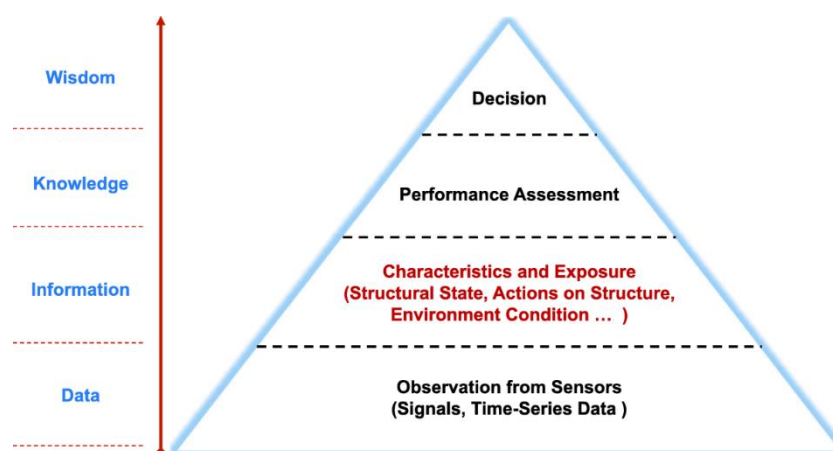 Wisdom
Decision
Knowledge
Performance Assessment
Characteristics and Exposure
Information
(Structural State, Actions on Structure,
Environment Condition ... )
Observation from Sensors
Data
(Signals, Time-Series Data )